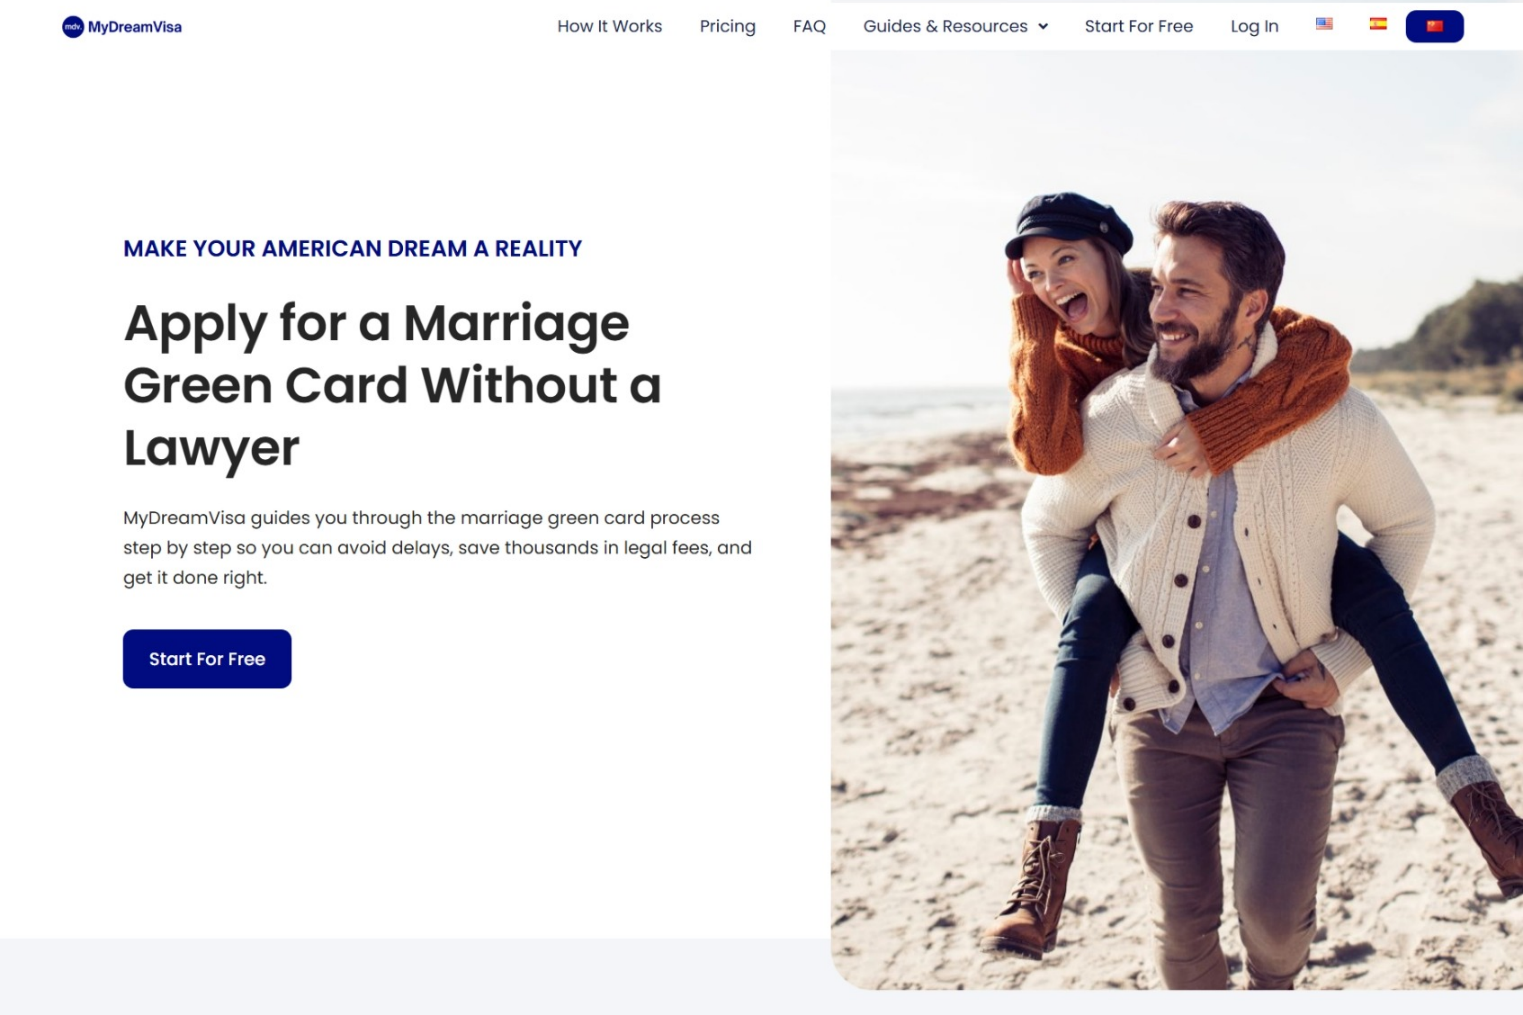 mdv. MyDreamVisa
How It Works
Pricing
FAQ
Guides & Resources
Start For Free
Log In
MAKE YOUR AMERICAN DREAM A REALITY
Apply for a Marriage
Green Card Without a
Lawyer
MyDreamVisa guides you through the marriage green card process
step by step so you can avoid delays, save thousands in legal fees, and
get it done right.
Start For Free